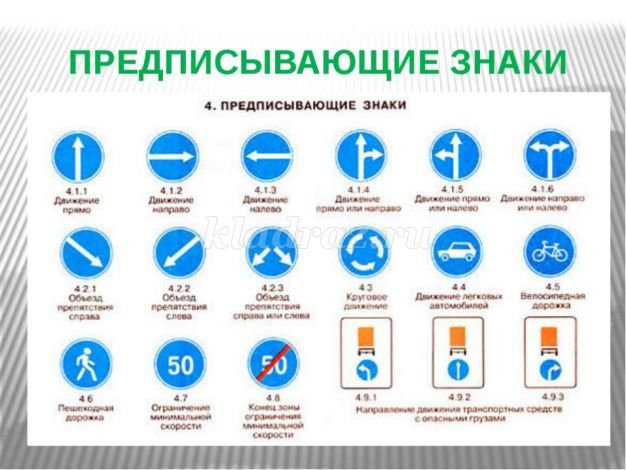 ПРЕДПИСЫВАЮЩИЕ ЗНАКИ
4. ПРЕДПИСЫВАЮЩИЕ ЗНАКИ
4.1.1
Движение
прямо
4.1.2
Движение
направо
4.1.3
Движение
налево
4.1.4
Движение
прямо или направо
4.1.5
Движение прямо
или налево
4.1.6
Движение направо
или налево
kladraz.ru
4.2.1
Объезд
препятствия
справа
4.2.2
Объезд
препятствия
слева
4.2.3
Объезд
препятствия
справа или слева
4.3
Круговое
движение
4.4
Движение легковых
автомобилей
4.5
Велосипедная
дорожка
4.6
Пешеходная
дорожка
50
4.7
Ограничение
минимальной
скорости
50
4.8
Конец зоны
ограничения
минимальной
скорости
4.9.1
4.9.2
4.9.3
Направление движения транспортных средств
с опасными грузами